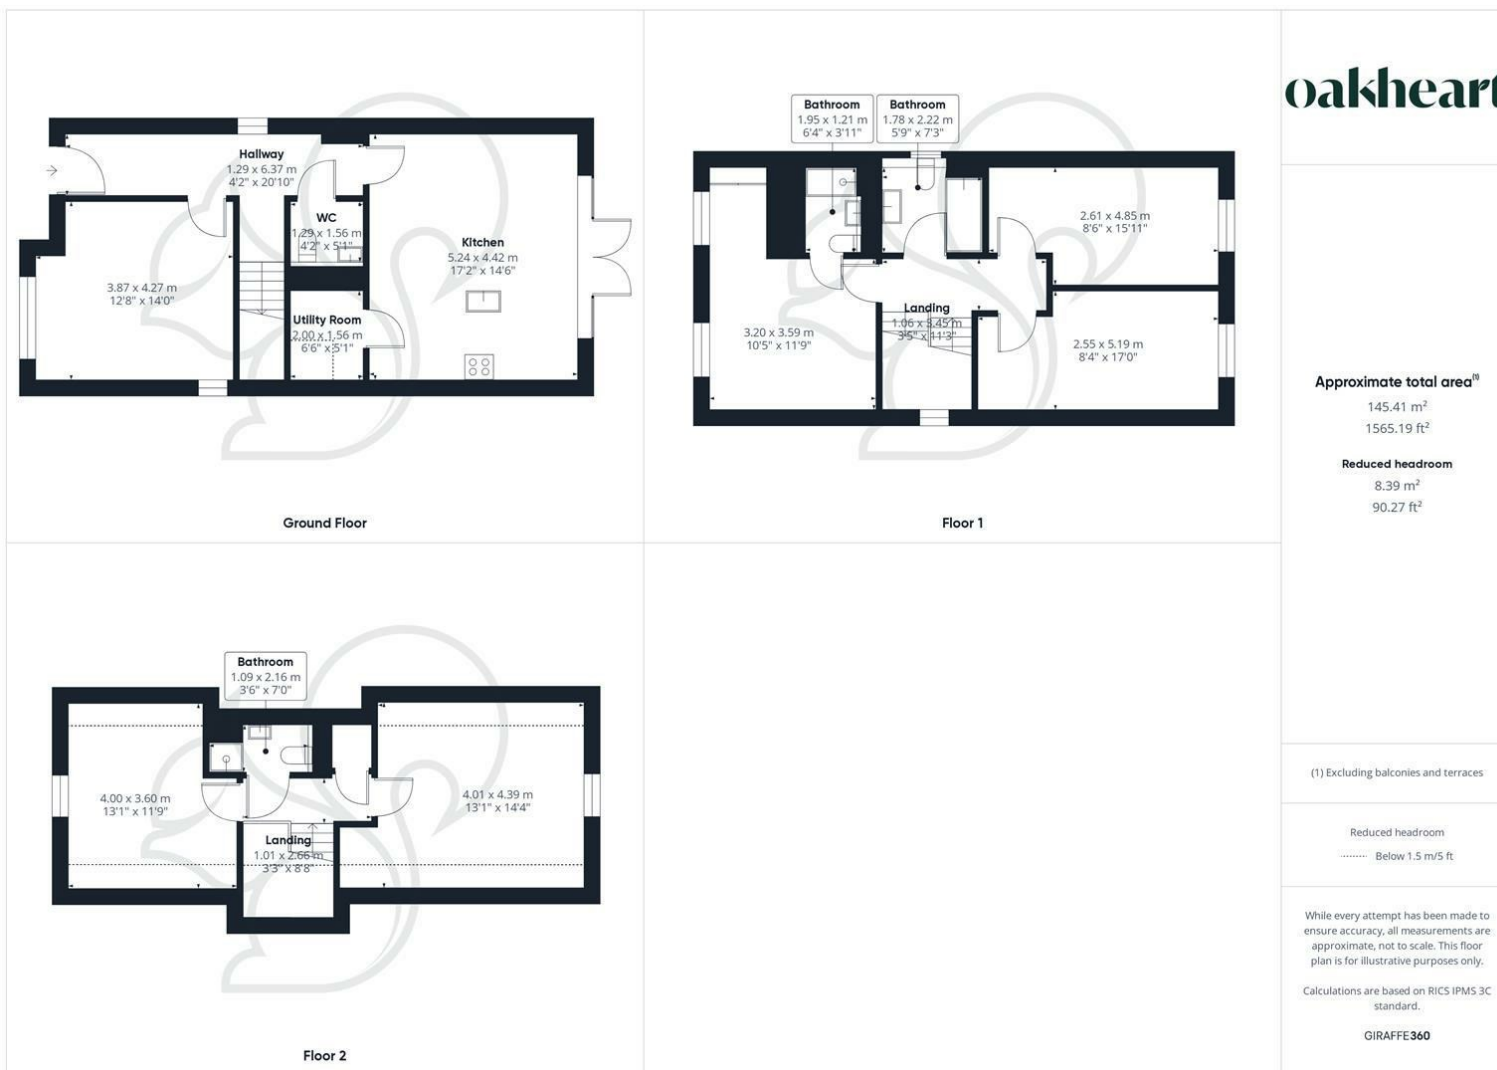 Hallway
1.29 x 6.37 m
4'2" x 20'10"
WC
1.29 x 1.56 m
4'2" x 5'1"
Kitchen
5.24 x 4.42 m
17'2" x 14'6"
3.87 x 4.27 m
12'8" x 14'0"
Utility Room
2.00 x 1.56 m
6'6" x 5'1"
Ground Floor
Bathroom
1.95 x 1.21 m
6'4" x 3'11"
Bathroom
1.78 x 2.22 m
5'9" x 7'3"
2.61 x 4.85 m
8'6" x 15'11"
Landing
1.06 x 3.45 m
3'5" x 11'3"
3.20 x 3.59 m
10'5" x 11'9"
2.55 x 5.19 m
8'4" x 17'0"
Floor 1
Bathroom
1.09 x 2.16 m
3'6" x 7'0"
4.00 x 3.60 m
13'1" x 11'9"
4.01 x 4.39 m
13'1" x 14'4"
Landing
1.01 x 2.66 m
3'3" x 8'8"
Floor 2
oakheart
Approximate total area(1)
145.41 m²
1565.19 ft²
Reduced headroom
8.39 m²
90.27 ft²
(1) Excluding balconies and terraces
Reduced headroom
Below 1.5 m/5 ft
While every attempt has been made to
ensure accuracy, all measurements are
approximate, not to scale. This floor
plan is for illustrative purposes only.
Calculations are based on RICS IPMS 3C
standard.
GIRAFFE360